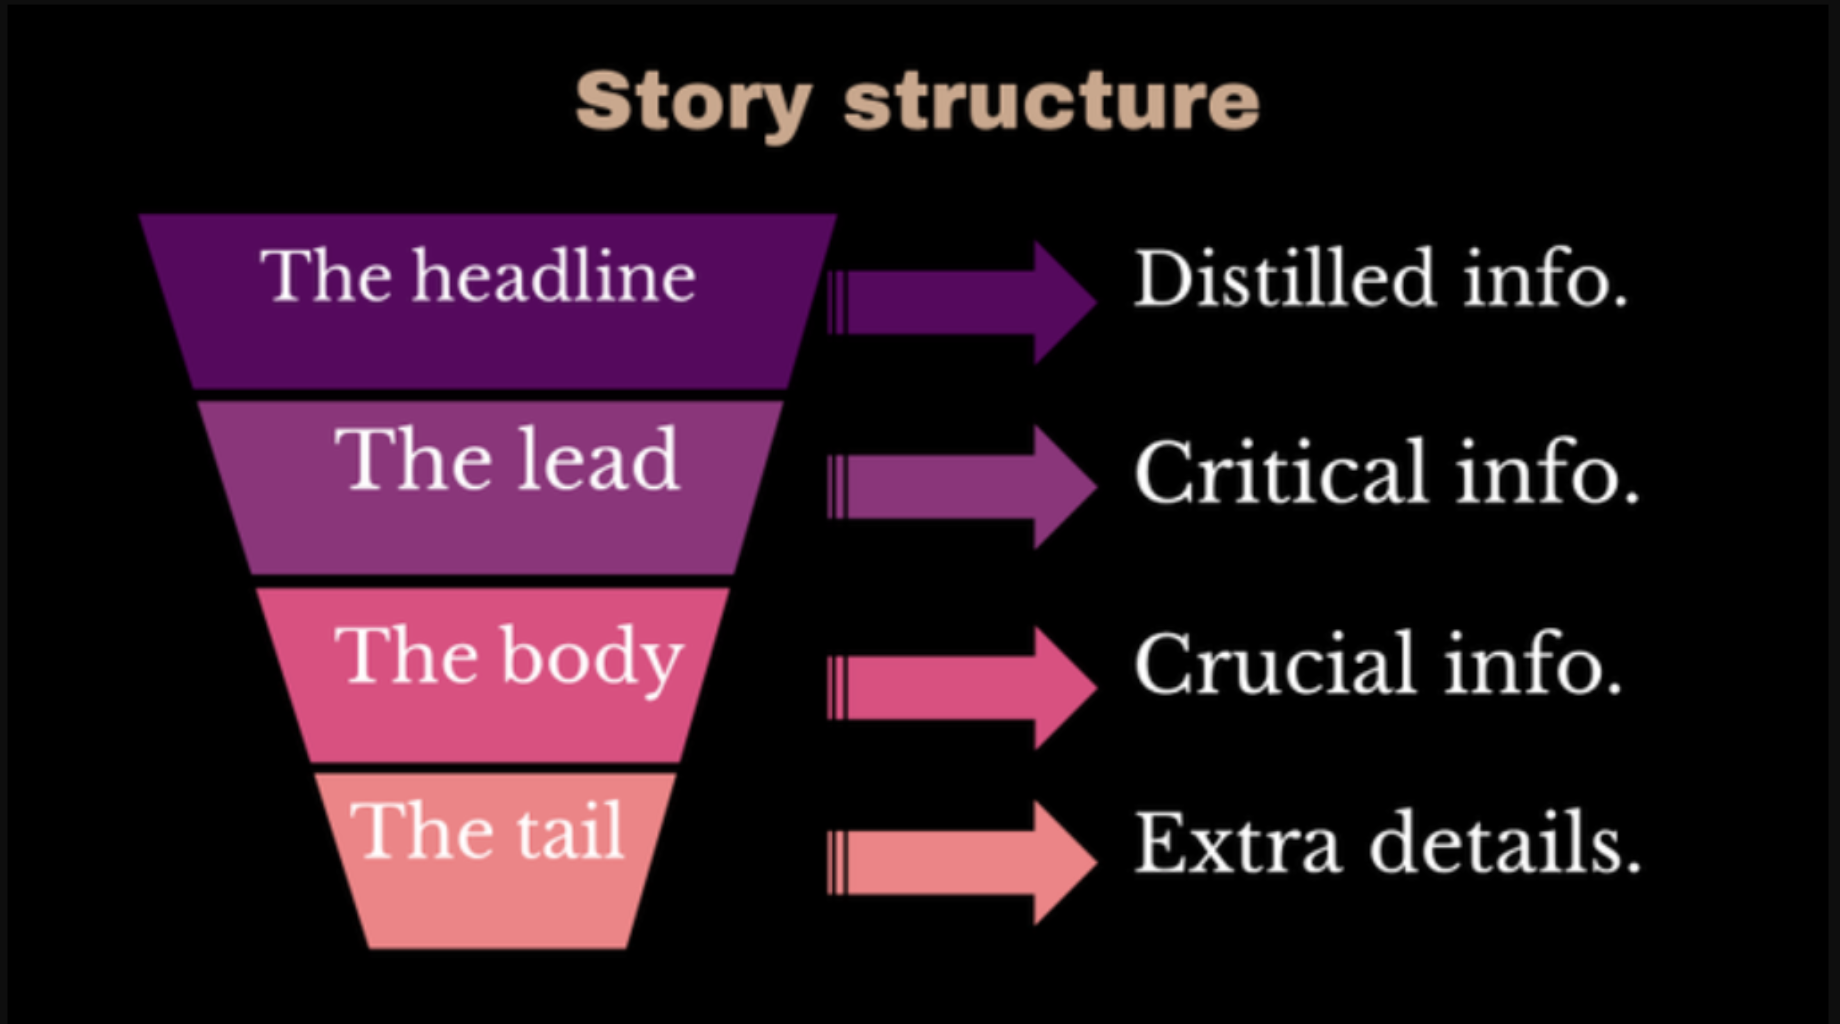 Story structure
The headline
Distilled info.
The lead
Critical info.
The body
Crucial info.
The tail
Extra details.